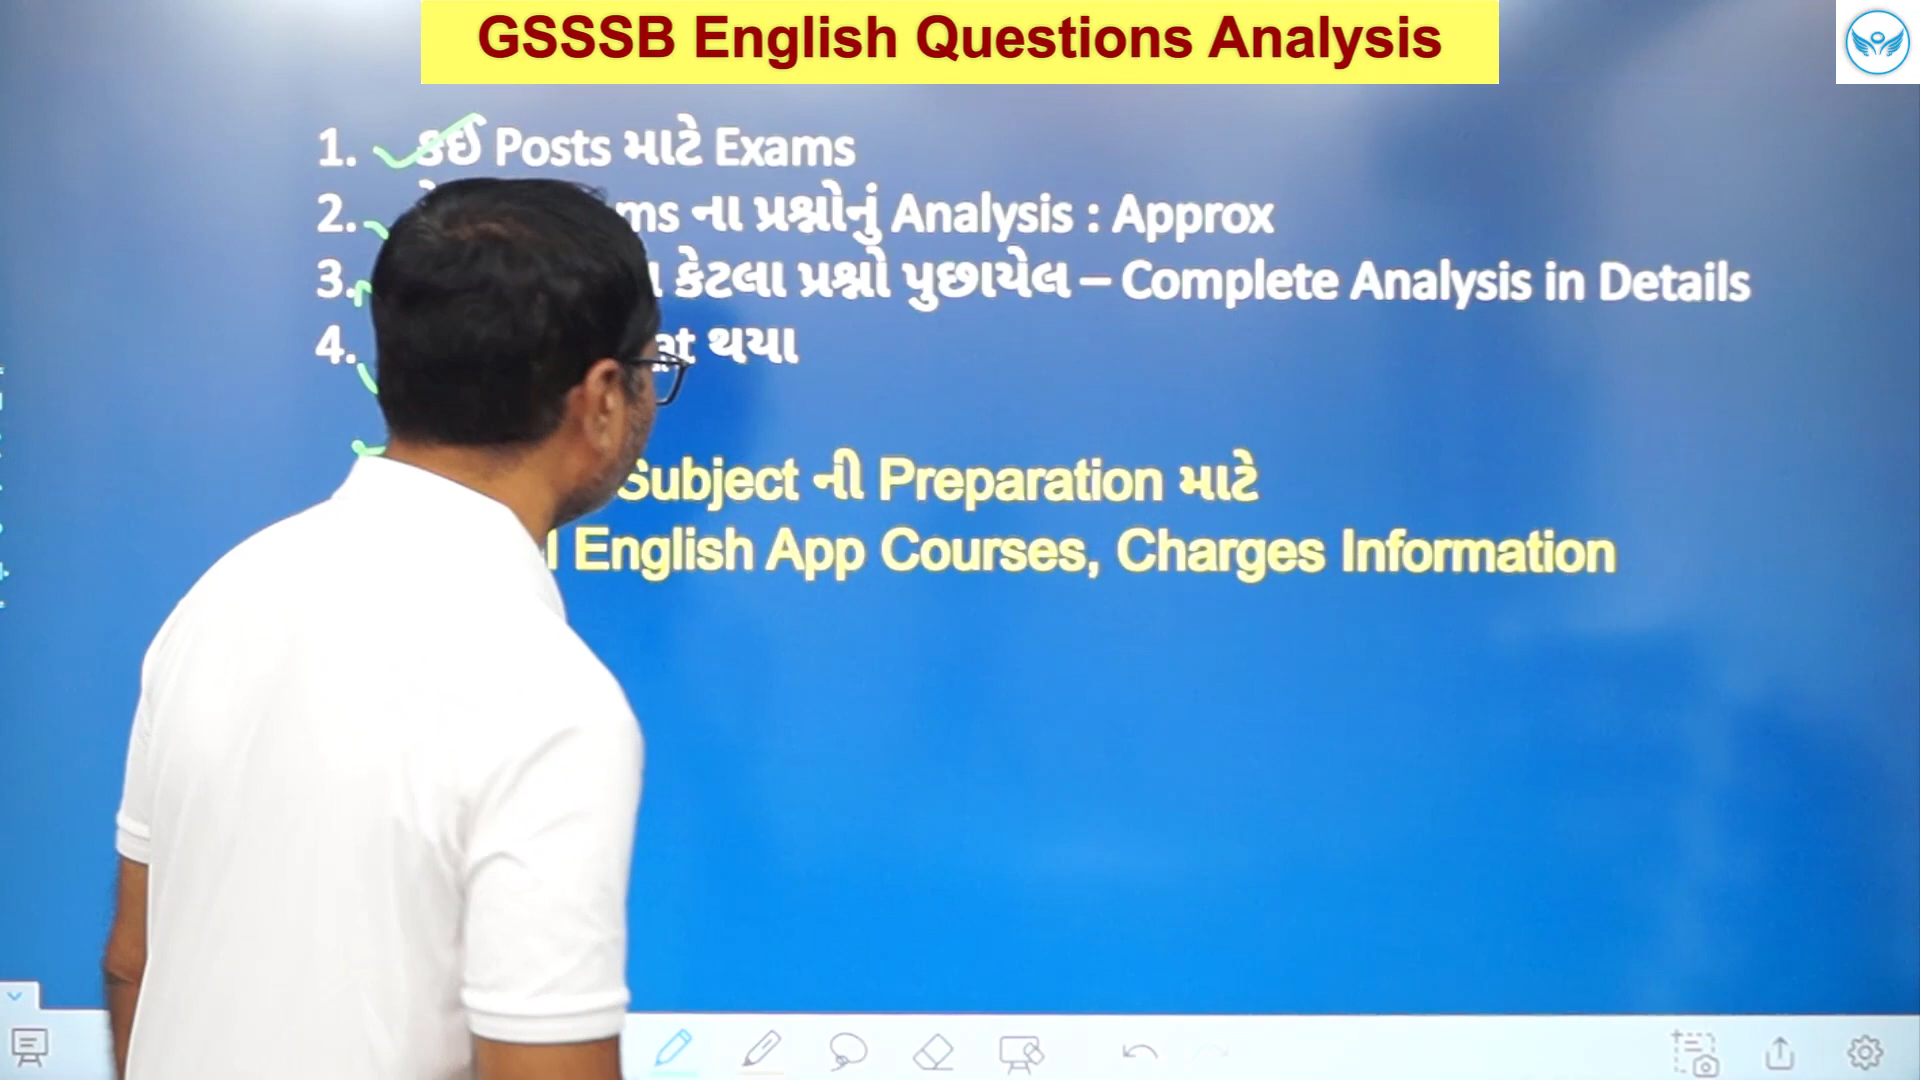 GSSSB English Questions Analysis
1. કઈ Posts માટે Exams
2. ના પ્રશ્નોનું Analysis : Approx
3. કેટલા પ્રશ્નો પુછાયેલ – Complete Analysis in Details
4. થયા
Subject ની Preparation માટે
English App Courses, Charges Information